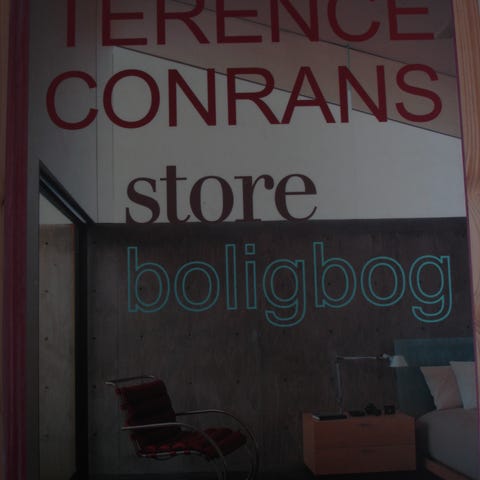 TERENCE
CONRANS
store
boligbog